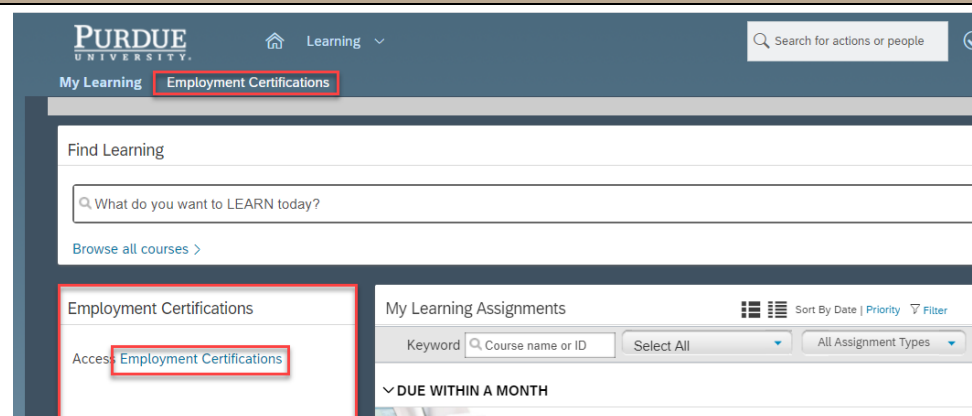 PURDUE
UNIVERSITY.
Learning
Search for actions or people
My Learning
Employment Certifications
Find Learning
What do you want to LEARN today?
Browse all courses >
Employment Certifications
Access Employment Certifications
My Learning Assignments
Sort By Date | Priority Filter
Keyword Course name or ID Select All All Assignment Types
DUE WITHIN A MONTH